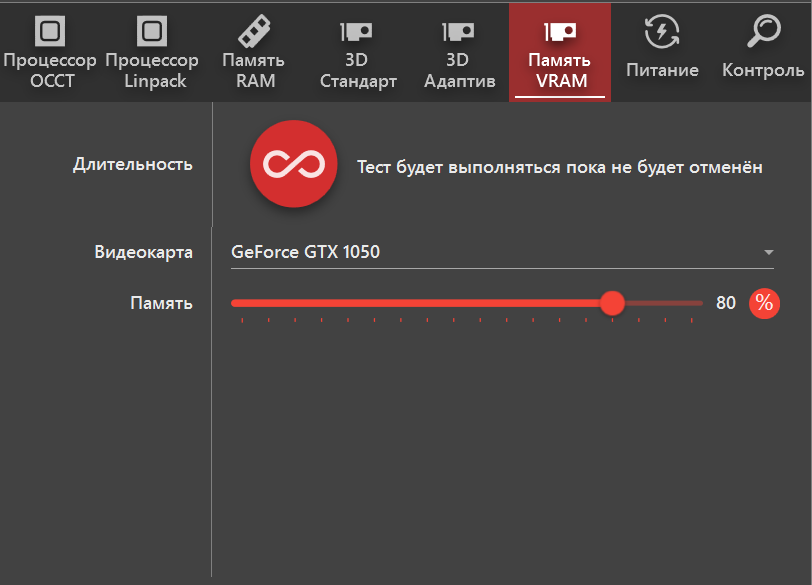 Процессор
OCCT
Процессор
Linpack
Память
RAM
3D
Стандарт
3D
Адаптив
Память
VRAM
Питание
Контроль
Длительность
Тест будет выполняться пока не будет отменён
Видеокарта
GeForce GTX 1050
Память
80 %